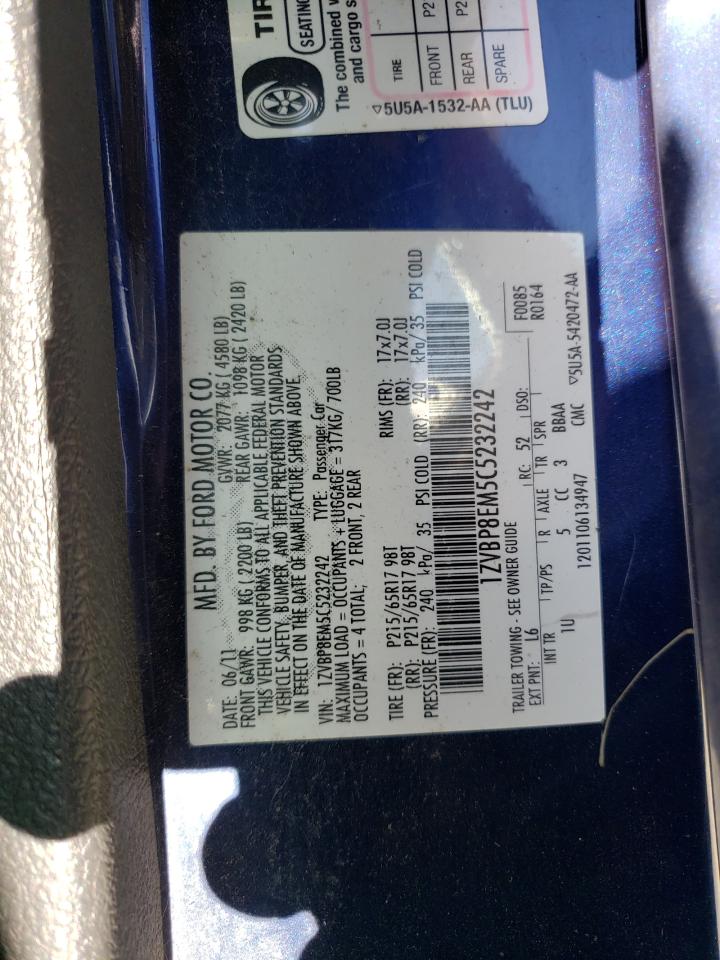 MFD. BY FORD MOTOR CO.
DATE: 06/11 GVWR: 2077 KG ( 4580 LB)
FRONT GAWR: 998 KG ( 2200 LB) REAR GAWR: 1098 KG ( 2420 LB)
THIS VEHICLE CONFORMS TO ALL APPLICABLE FEDERAL MOTOR
VEHICLE SAFETY, BUMPER, AND THEFT PREVENTION STANDARDS
IN EFFECT ON THE DATE OF MANUFACTURE SHOWN ABOVE.
VIN: 1ZVBP8EM5C5232242 TYPE: Passenger Car
MAXIMUM LOAD = OCCUPANTS + LUGGAGE = 317KG/ 700LB
OCCUPANTS = 4 TOTAL; 2 FRONT, 2 REAR
TIRE (FR): P215/65R17 98T RIMS (FR): 17x7.0J
(RR): P215/65R17 98T (RR): 17x7.0J
PRESSURE (FR): 240 kPa/ 35 PSI COLD (RR): 240 kPa/ 35 PSI COLD
1ZVBP8EM5C5232242
TRAILER TOWING - SEE OWNER GUIDE F0085
EXT PNT: L6 RC: 52 DSO: R0164
INT TR TP/PS R AXLE TR SPR
1U 5 CC 3 BBAA
1201106134947 CMC ▽5U5A-5420472-AA
TIR
SEATING
The combined w
and cargo s
TIRE
FRONT P2
REAR P2
SPARE
▽5U5A-1532-AA (TLU)